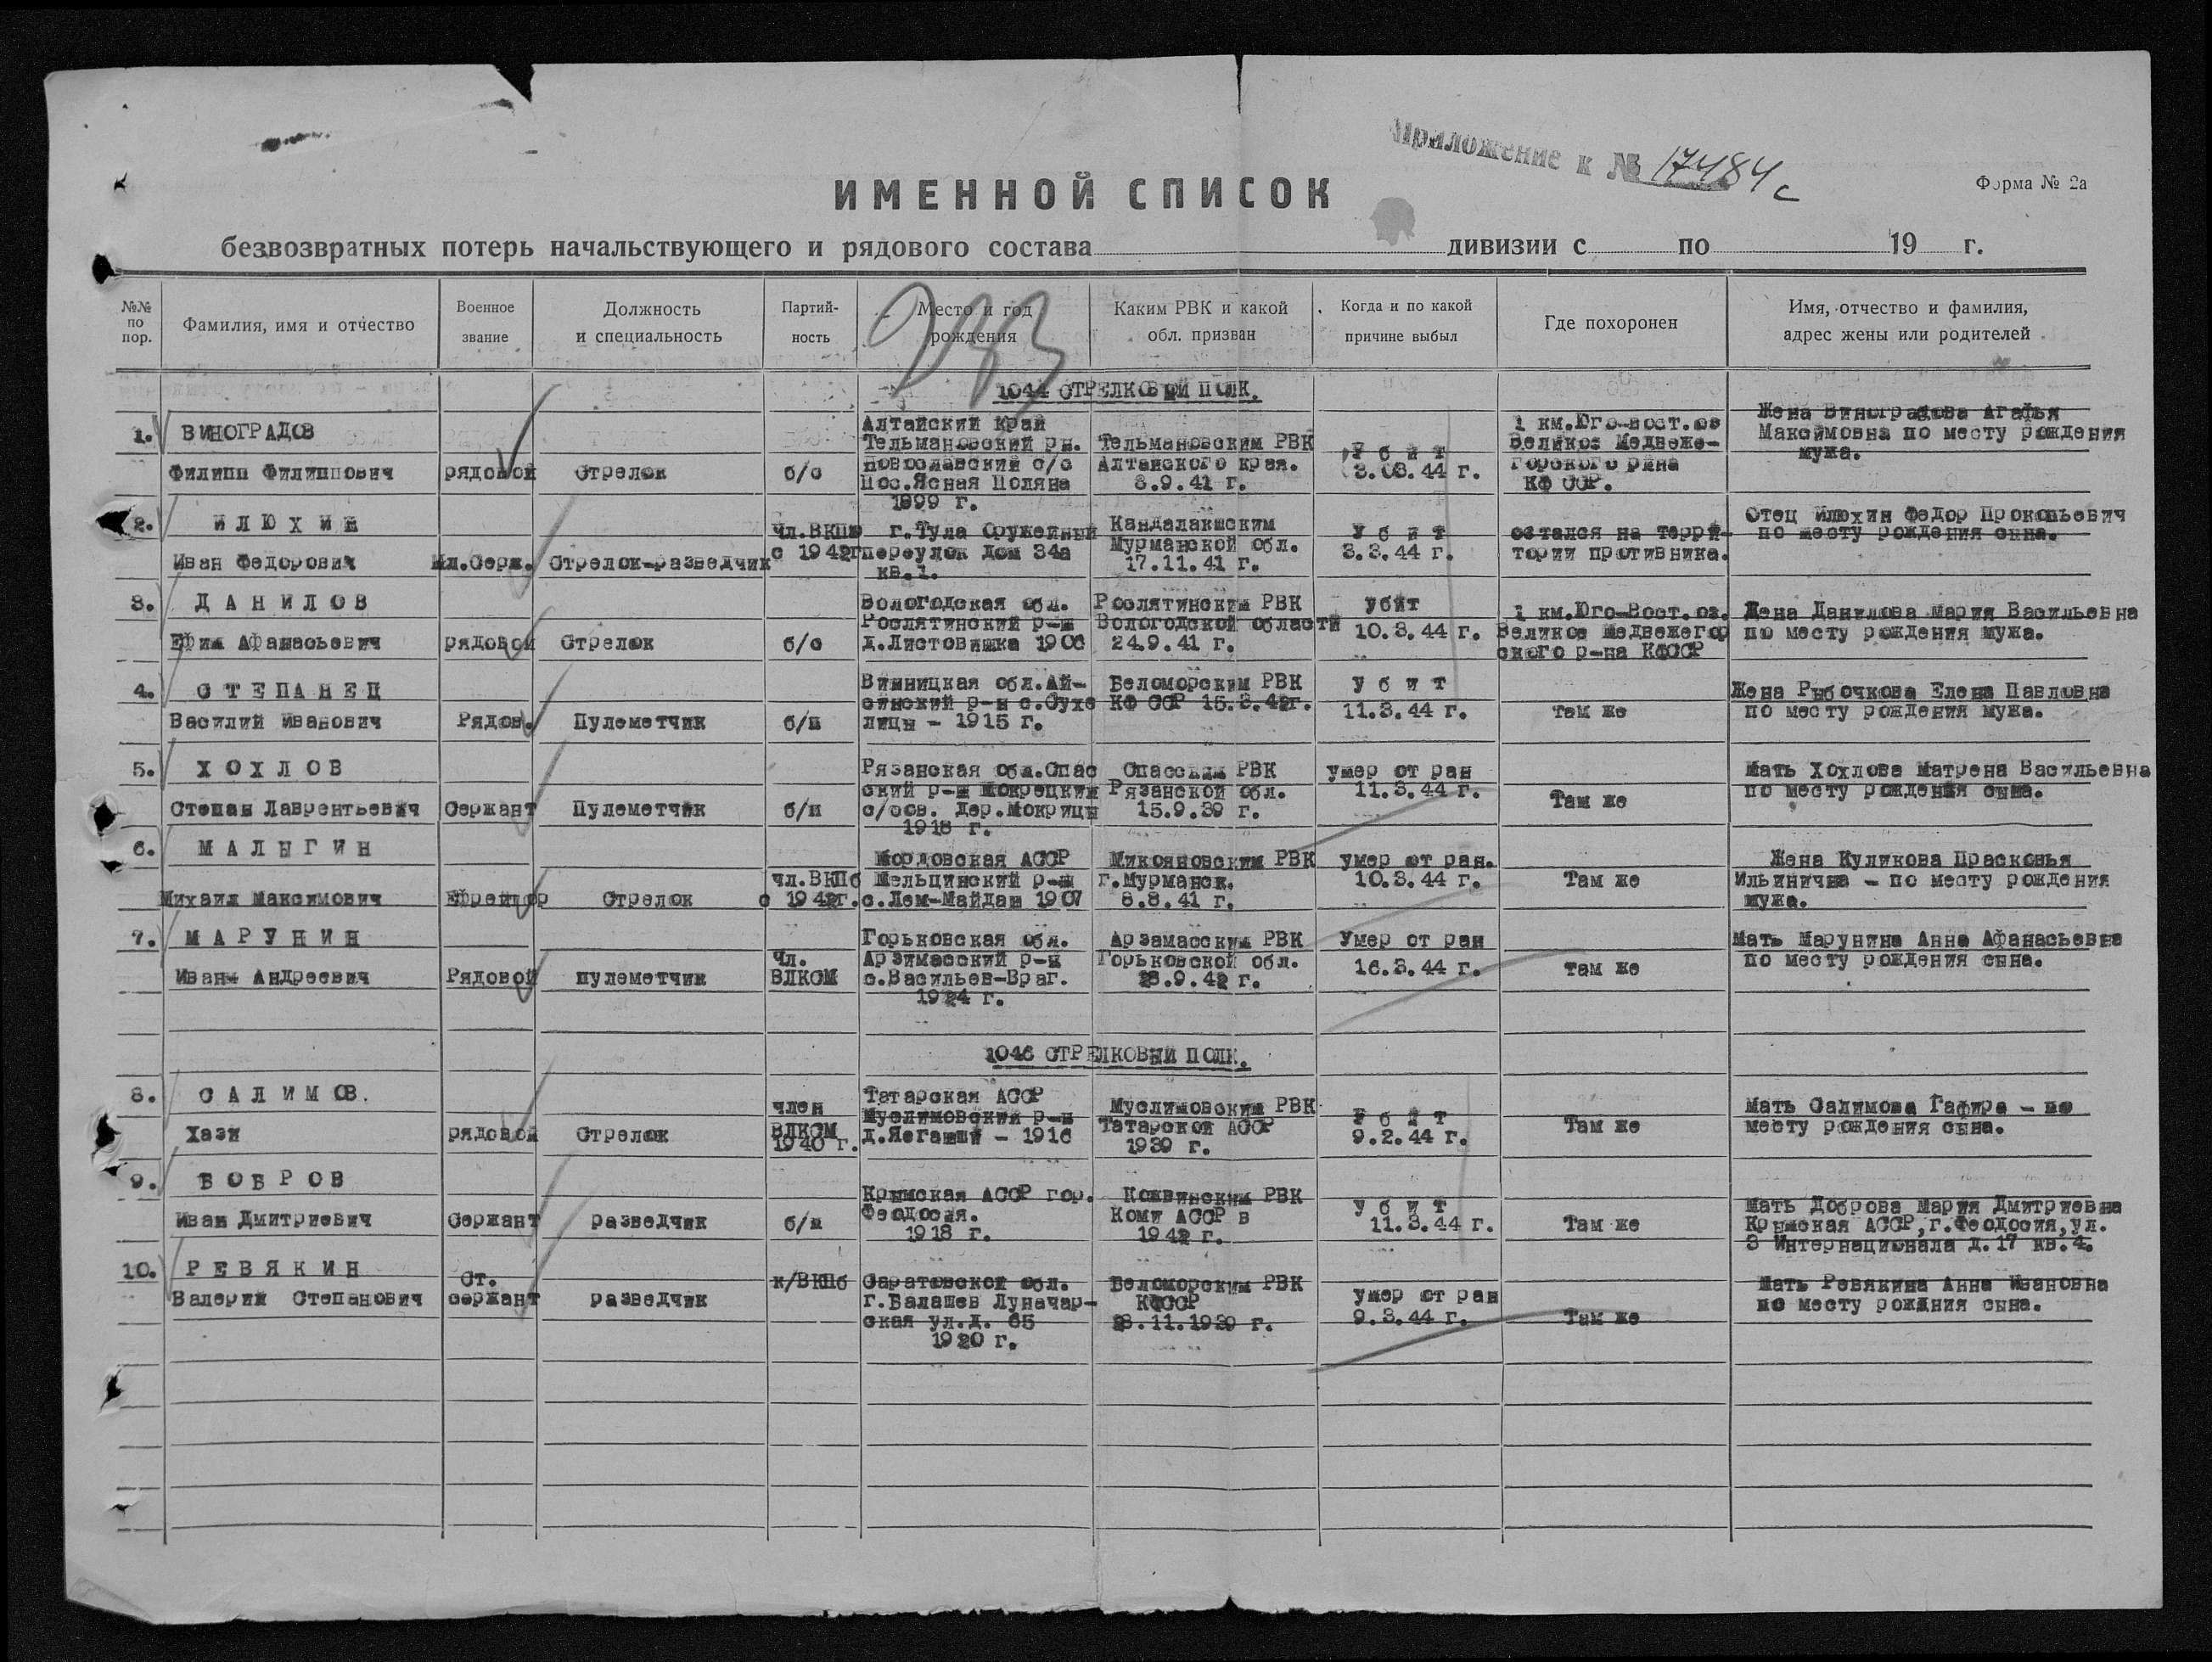 Приложение к № 17484с
ИМЕННОЙ СПИСОК
Форма № 2а
безвозвратных потерь начальствующего и рядового состава дивизии с по 19 г.
№№ по пор.
Фамилия, имя и отчество
Военное звание
Должность и специальность
Партий-ность
Место и год рождения
Каким РВК и какой обл. призван
Когда и по какой причине выбыл
Где похоронен
Имя, отчество и фамилия, адрес жены или родителей
283
1044 СТРЕЛКОВЫЙ ПОЛК.
1. ВИНОГРАДОВ
Филипп Филиппович
рядовой
Стрелок
б/с
Алтайский Край
Тельмановский рн.
с/с
Пос.Ясная Поляна
1899 г.
Тельмановским РВК
Алтайского края.
8.9.41 г.
Убит
3.03.44 г.
1 км.Юго-вост.оз
Великое Медвеже-
горского рйна
КФ ССР.
Жена Виноградова Агафья
Максимовна по месту рождения
мужа.
2. ИЛЮХИН
Иван Федорович
Мл.Серж.
Стрелок-разведчик
Чл.ВКПб
с 1942г
г.Тула Оружейный
переулок дом 34а
кв.1.
Кандалакшским
Мурманской обл.
17.11.41 г.
Убит
3.3.44 г.
остался на терри-
тории противника.
Отец Илюхин Федор Прокопьевич
по месту рождения сына.
3. ДАНИЛОВ
Ефим Афанасьевич
рядовой
Стрелок
б/с
Вологодская обл.
Рослятинский р-н
д.Листовишка 1906
Рослятинским РВК
Вологодской области
24.9.41 г.
убит
10.3.44 г.
1 км.Юго-Вост.оз.
Великое Медвежегор
ского р-на КФССР
Жена Данилова Мария Васильевна
по месту рождения мужа.
4. СТЕПАНЕЦ
Василий Иванович
Рядов.
Пулеметчик
б/п
Винницкая обл.Ай-
синский р-н с.Сухо
лицы - 1915 г.
Беломорским РВК
КФ ССР 15.3.42г.
Убит
11.3.44 г.
там же
Жена Рыбочкова Елена Павловна
по месту рождения мужа.
5. ХОХЛОВ
Степан Лаврентьевич
Сержант
Пулеметчик
б/п
Рязанская обл.Спас
ский р-н Мокрецкий
с/сов. дер.Мокрицы
1918 г.
Спасским РВК
Рязанской обл.
15.9.39 г.
умер от ран
11.3.44 г.
Там же
Мать Хохлова Матрена Васильевна
по месту рождения сына.
6. МАЛЫГИН
Михаил Максимович
Ефрейтор
Стрелок
чл.ВКПб
с 1942г.
Мордовская АССР
Мельцинский р-н
с.Лем-Майдан 1907
Микояновским РВК
г.Мурманск.
8.8.41 г.
умер от ран.
10.3.44 г.
Там же
Жена Куликова Прасковья
Ильинична - по месту рождения
мужа.
7. МАРУНИН
Иван Андреевич
Рядовой
пулеметчик
Чл.
ВЛКСМ
Горьковская обл.
Арзимасский р-н
с.Васильев-Враг.
1924 г.
Арзамасским РВК
Горьковской обл.
28.9.42 г.
Умер от ран
16.3.44 г.
там же
Мать Марунина Анна Афанасьевна
по месту рождения сына.
1046 СТРЕЛКОВЫЙ ПОЛК.
8. САЛИМОВ.
Хази
рядовой
Стрелок
член
ВЛКСМ
1940 г.
Татарская АССР
Муслимовский р-н
1916
Муслимовским РВК
Татарской АССР
1939 г.
Убит
9.2.44 г.
Там же
Мать Салимова Гафира - по
месту рождения сына.
9. БОБРОВ
Иван Дмитриевич
Сержант
разведчик
б/п
Крымская АССР гор.
Феодосия.
1918 г.
Кожвинским РВК
Коми АССР в
1942 г.
Убит
11.3.44 г.
Там же
Мать Доброва Мария Дмитриевна
Крымская АССР,г.Феодосия,ул.
3 Интернационала д.17 кв.4.
10. РЕВЯКИН
Валерий Степанович
Ст.
сержант
разведчик
к/ВКПб
Саратовской обл.
г.Балашев Луначар-
ская ул.д. 65
1920 г.
Беломорским РВК
КФССР
28.11.1939 г.
умер от ран
9.3.44 г.
Там же
Мать Ревякина Анна Ивановна
по месту рождния сына.